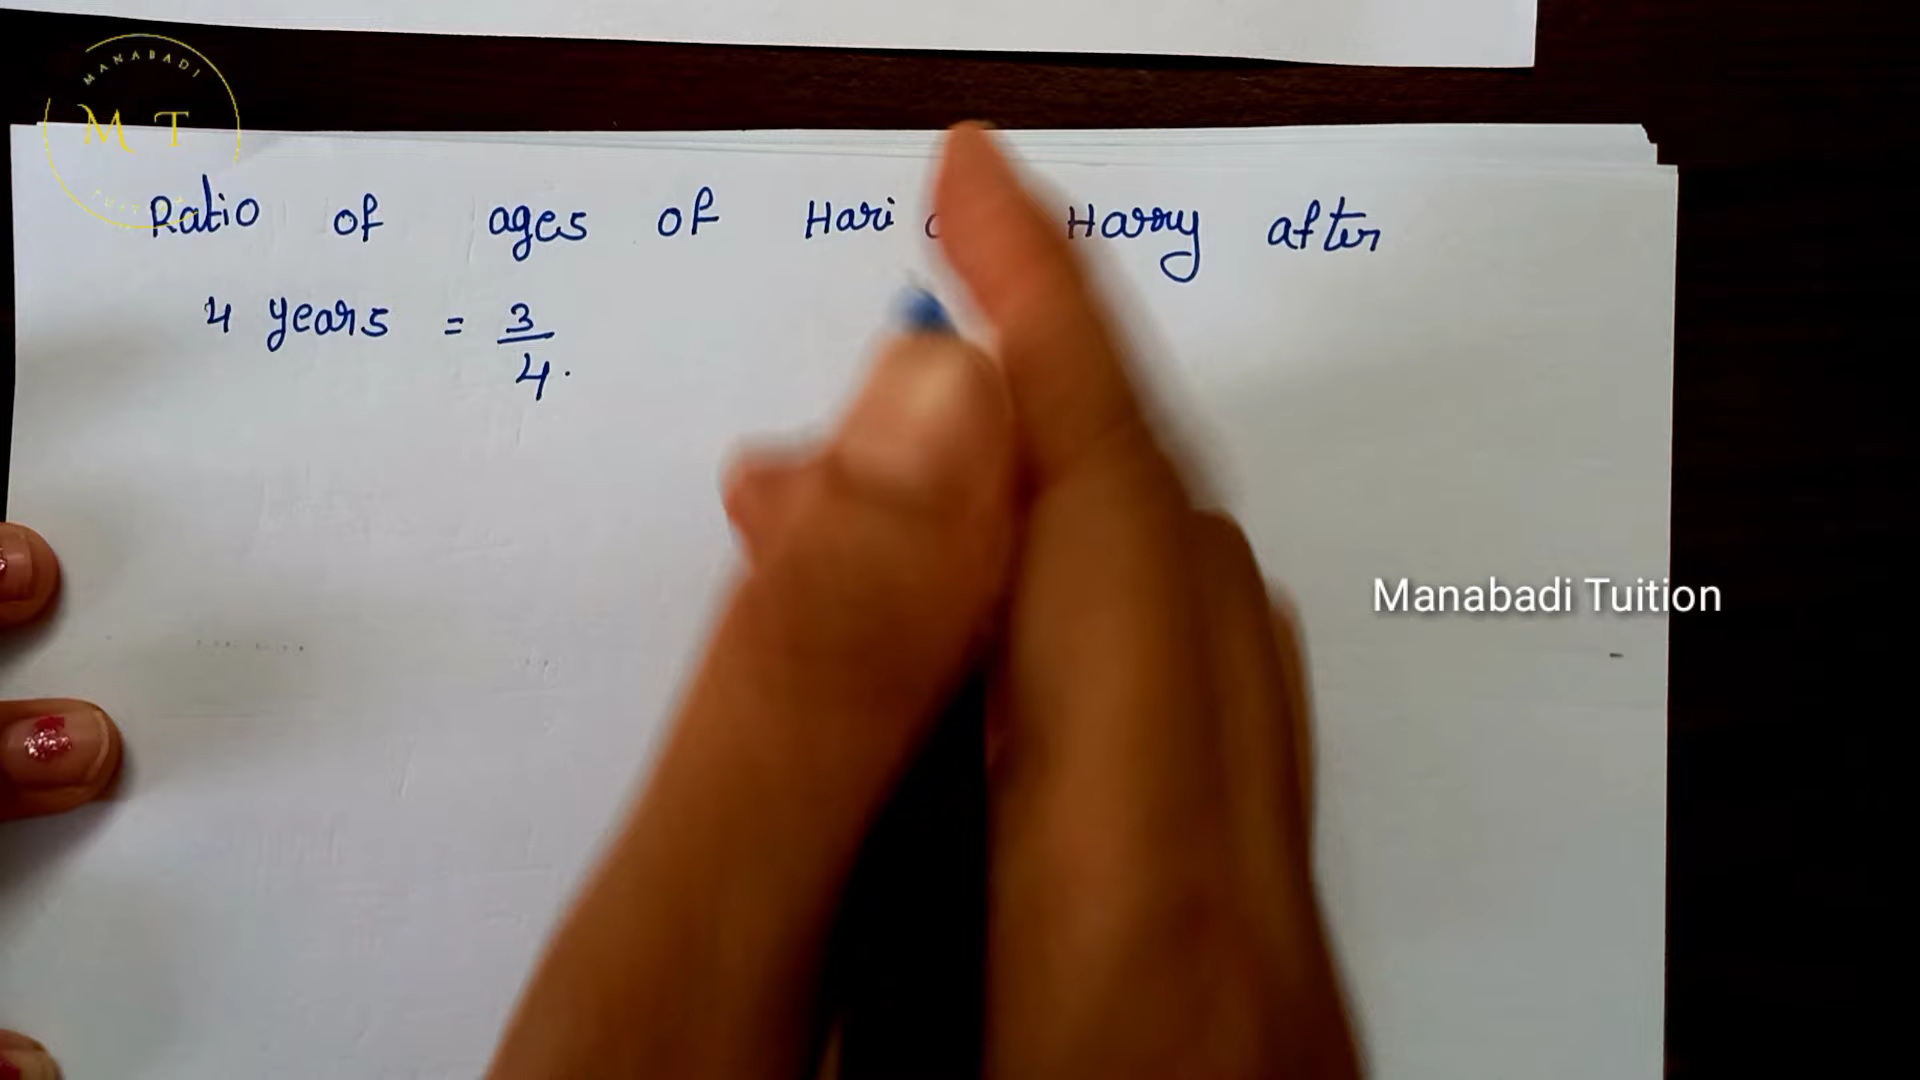 MANABADI
M T
Ratio of ages of Hari Harry after
4 years = 3/4.
Manabadi Tuition